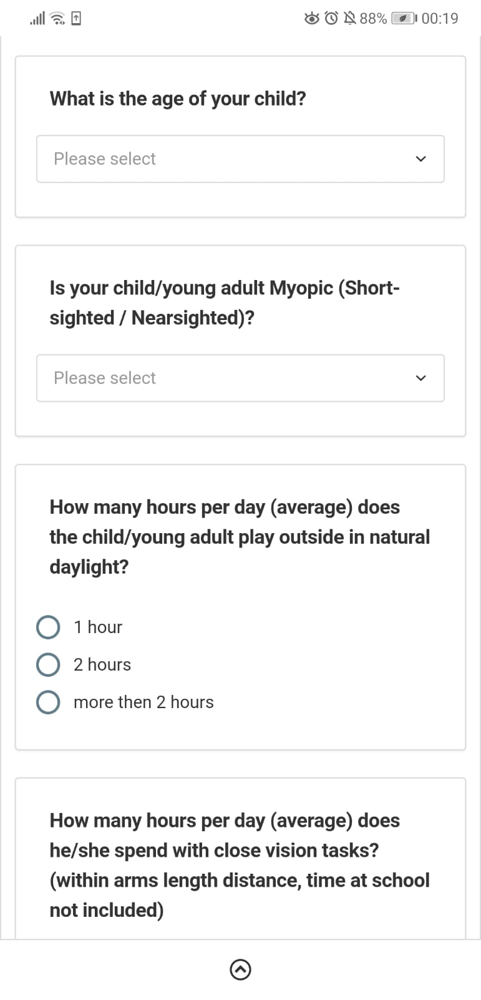 88% 00:19
What is the age of your child?
Please select
Is your child/young adult Myopic (Short-
sighted / Nearsighted)?
Please select
How many hours per day (average) does
the child/young adult play outside in natural
daylight?
1 hour
2 hours
more then 2 hours
How many hours per day (average) does
he/she spend with close vision tasks?
(within arms length distance, time at school
not included)